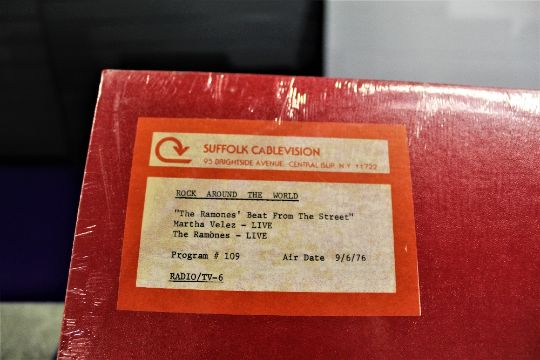 SUFFOLK CABLEVISION
95 BRIGHTSIDE AVENUE CENTRAL ISLIP, N.Y. 11722
ROCK AROUND THE WORLD
"The Ramones' Beat From The Street"
Martha Velez - LIVE
The Ramones - LIVE
Program # 109 Air Date 9/6/76
RADIO/TV-6